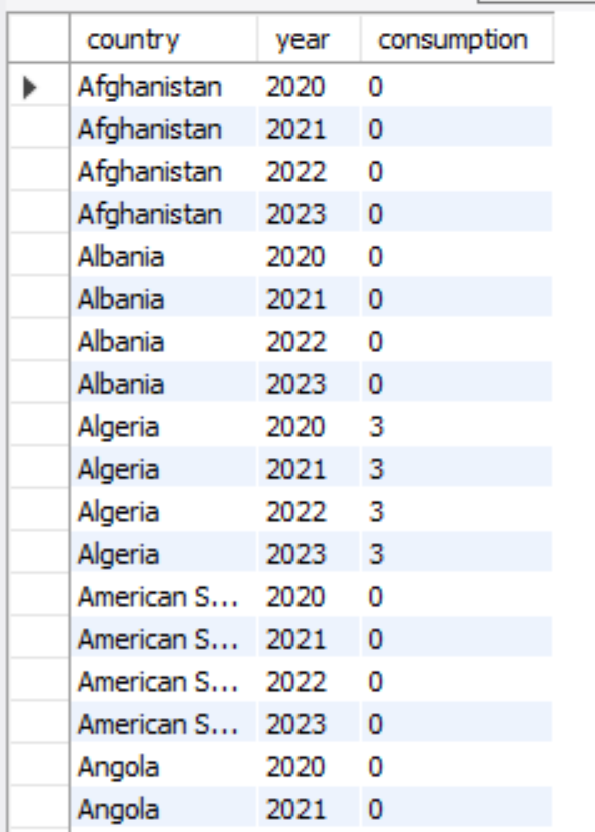 country year consumption
Afghanistan 2020 0
Afghanistan 2021 0
Afghanistan 2022 0
Afghanistan 2023 0
Albania 2020 0
Albania 2021 0
Albania 2022 0
Albania 2023 0
Algeria 2020 3
Algeria 2021 3
Algeria 2022 3
Algeria 2023 3
American S... 2020 0
American S... 2021 0
American S... 2022 0
American S... 2023 0
Angola 2020 0
Angola 2021 0